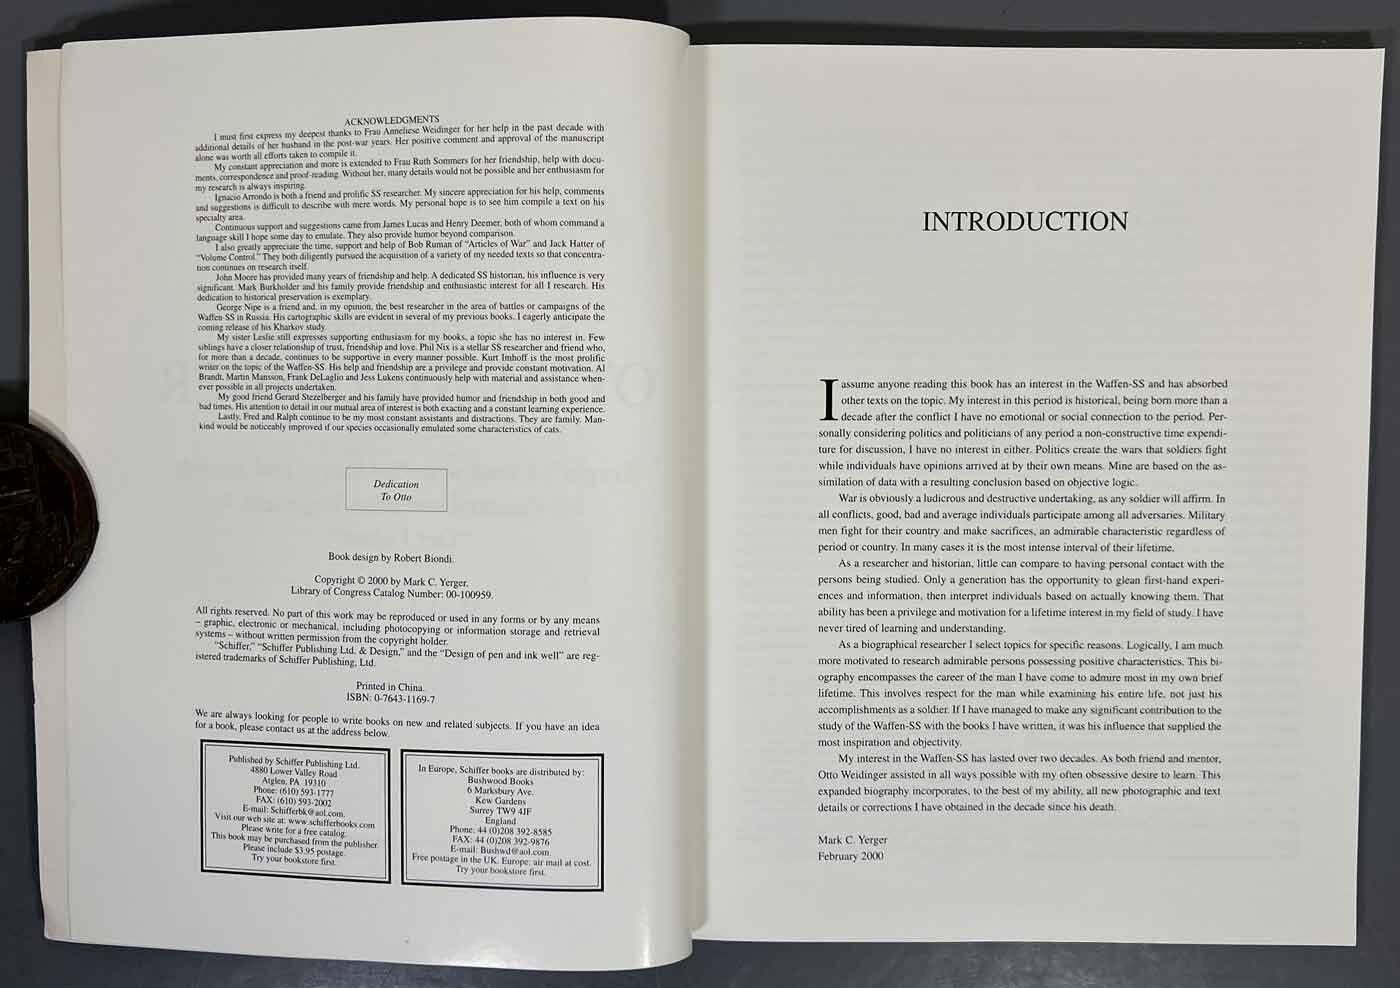 ACKNOWLEDGMENTS
I must first express my deepest thanks to Frau Anneliese Weidinger for her help in the past decade with
additional details of her husband in the post-war years. Her positive comment and approval of the manuscript
alone was worth all efforts taken to compile it.
My constant appreciation and more is extended to Frau Ruth Sommers for her friendship, help with docu-
ments, correspondence and proof-reading. Without her, many details would not be possible and her enthusiasm for
my research is always inspiring.
Ignacio Arrondo is both a friend and prolific SS researcher. My sincere appreciation for his help, comments
and suggestions is difficult to describe with mere words. My personal hope is to see him compile a text on his
specialty area.
Continuous support and suggestions came from James Lucas and Henry Deemer, both of whom command a
language skill I hope some day to emulate. They also provide humor beyond comparison.
I also greatly appreciate the time, support and help of Bob Ruman of “Articles of War” and Jack Hatter of
“Volume Control.” They both diligently pursued the acquisition of a variety of my needed texts so that concentra-
tion continues on research itself.
John Moore has provided many years of friendship and help. A dedicated SS historian, his influence is very
significant. Mark Burkholder and his family provide friendship and enthusiastic interest for all I research. His
dedication to historical preservation is exemplary.
George Nipe is a friend and, in my opinion, the best researcher in the area of battles or campaigns of the
Waffen-SS in Russia. His cartographic skills are evident in several of my previous books. I eagerly anticipate the
coming release of his Kharkov study.
My sister Leslie still expresses supporting enthusiasm for my books, a topic she has no interest in. Few
siblings have a closer relationship of trust, friendship and love. Phil Nix is a stellar SS researcher and friend who,
for more than a decade, continues to be supportive in every manner possible. Kurt Imhoff is the most prolific
writer on the topic of the Waffen-SS. His help and friendship are a privilege and provide constant motivation. Al
Brandt, Martin Mansson, Frank DeLaglio and Jess Lukens continuously help with material and assistance when-
ever possible in all projects undertaken.
My good friend Gerard Stezelberger and his family have provided humor and friendship in both good and
bad times. His attention to detail in our mutual area of interest is both exacting and a constant learning experience.
Lastly, Fred and Ralph continue to be my most constant assistants and distractions. They are family. Man-
kind would be noticeably improved if our species occasionally emulated some characteristics of cats.
Dedication
To Otto
Book design by Robert Biondi.
Copyright © 2000 by Mark C. Yerger.
Library of Congress Catalog Number: 00-100959.
All rights reserved. No part of this work may be reproduced or used in any forms or by any means
– graphic, electronic or mechanical, including photocopying or information storage and retrieval
systems – without written permission from the copyright holder.
“Schiffer,” “Schiffer Publishing Ltd. & Design,” and the “Design of pen and ink well” are reg-
istered trademarks of Schiffer Publishing, Ltd.
Printed in China.
ISBN: 0-7643-1169-7
We are always looking for people to write books on new and related subjects. If you have an idea
for a book, please contact us at the address below.
Published by Schiffer Publishing Ltd.
4880 Lower Valley Road
Atglen, PA 19310
Phone: (610) 593-1777
FAX: (610) 593-2002
E-mail: Schifferbk@aol.com.
Visit our web site at: www.schifferbooks.com
Please write for a free catalog.
This book may be purchased from the publisher.
Please include $3.95 postage.
Try your bookstore first.
In Europe, Schiffer books are distributed by:
Bushwood Books
6 Marksbury Ave.
Kew Gardens
Surrey TW9 4JF
England
Phone: 44 (0)208 392-8585
FAX: 44 (0)208 392-9876
E-mail: Bushwd@aol.com.
Free postage in the UK. Europe: air mail at cost.
Try your bookstore first.
INTRODUCTION
I assume anyone reading this book has an interest in the Waffen-SS and has absorbed
other texts on the topic. My interest in this period is historical, being born more than a
decade after the conflict I have no emotional or social connection to the period. Per-
sonally considering politics and politicians of any period a non-constructive time expendi-
ture for discussion, I have no interest in either. Politics create the wars that soldiers fight
while individuals have opinions arrived at by their own means. Mine are based on the as-
similation of data with a resulting conclusion based on objective logic.
War is obviously a ludicrous and destructive undertaking, as any soldier will affirm. In
all conflicts, good, bad and average individuals participate among all adversaries. Military
men fight for their country and make sacrifices, an admirable characteristic regardless of
period or country. In many cases it is the most intense interval of their lifetime.
As a researcher and historian, little can compare to having personal contact with the
persons being studied. Only a generation has the opportunity to glean first-hand experi-
ences and information, then interpret individuals based on actually knowing them. That
ability has been a privilege and motivation for a lifetime interest in my field of study. I have
never tired of learning and understanding.
As a biographical researcher I select topics for specific reasons. Logically, I am much
more motivated to research admirable persons possessing positive characteristics. This bi-
ography encompasses the career of the man I have come to admire most in my own brief
lifetime. This involves respect for the man while examining his entire life, not just his
accomplishments as a soldier. If I have managed to make any significant contribution to the
study of the Waffen-SS with the books I have written, it was his influence that supplied the
most inspiration and objectivity.
My interest in the Waffen-SS has lasted over two decades. As both friend and mentor,
Otto Weidinger assisted in all ways possible with my often obsessive desire to learn. This
expanded biography incorporates, to the best of my ability, all new photographic and text
details or corrections I have obtained in the decade since his death.
Mark C. Yerger
February 2000